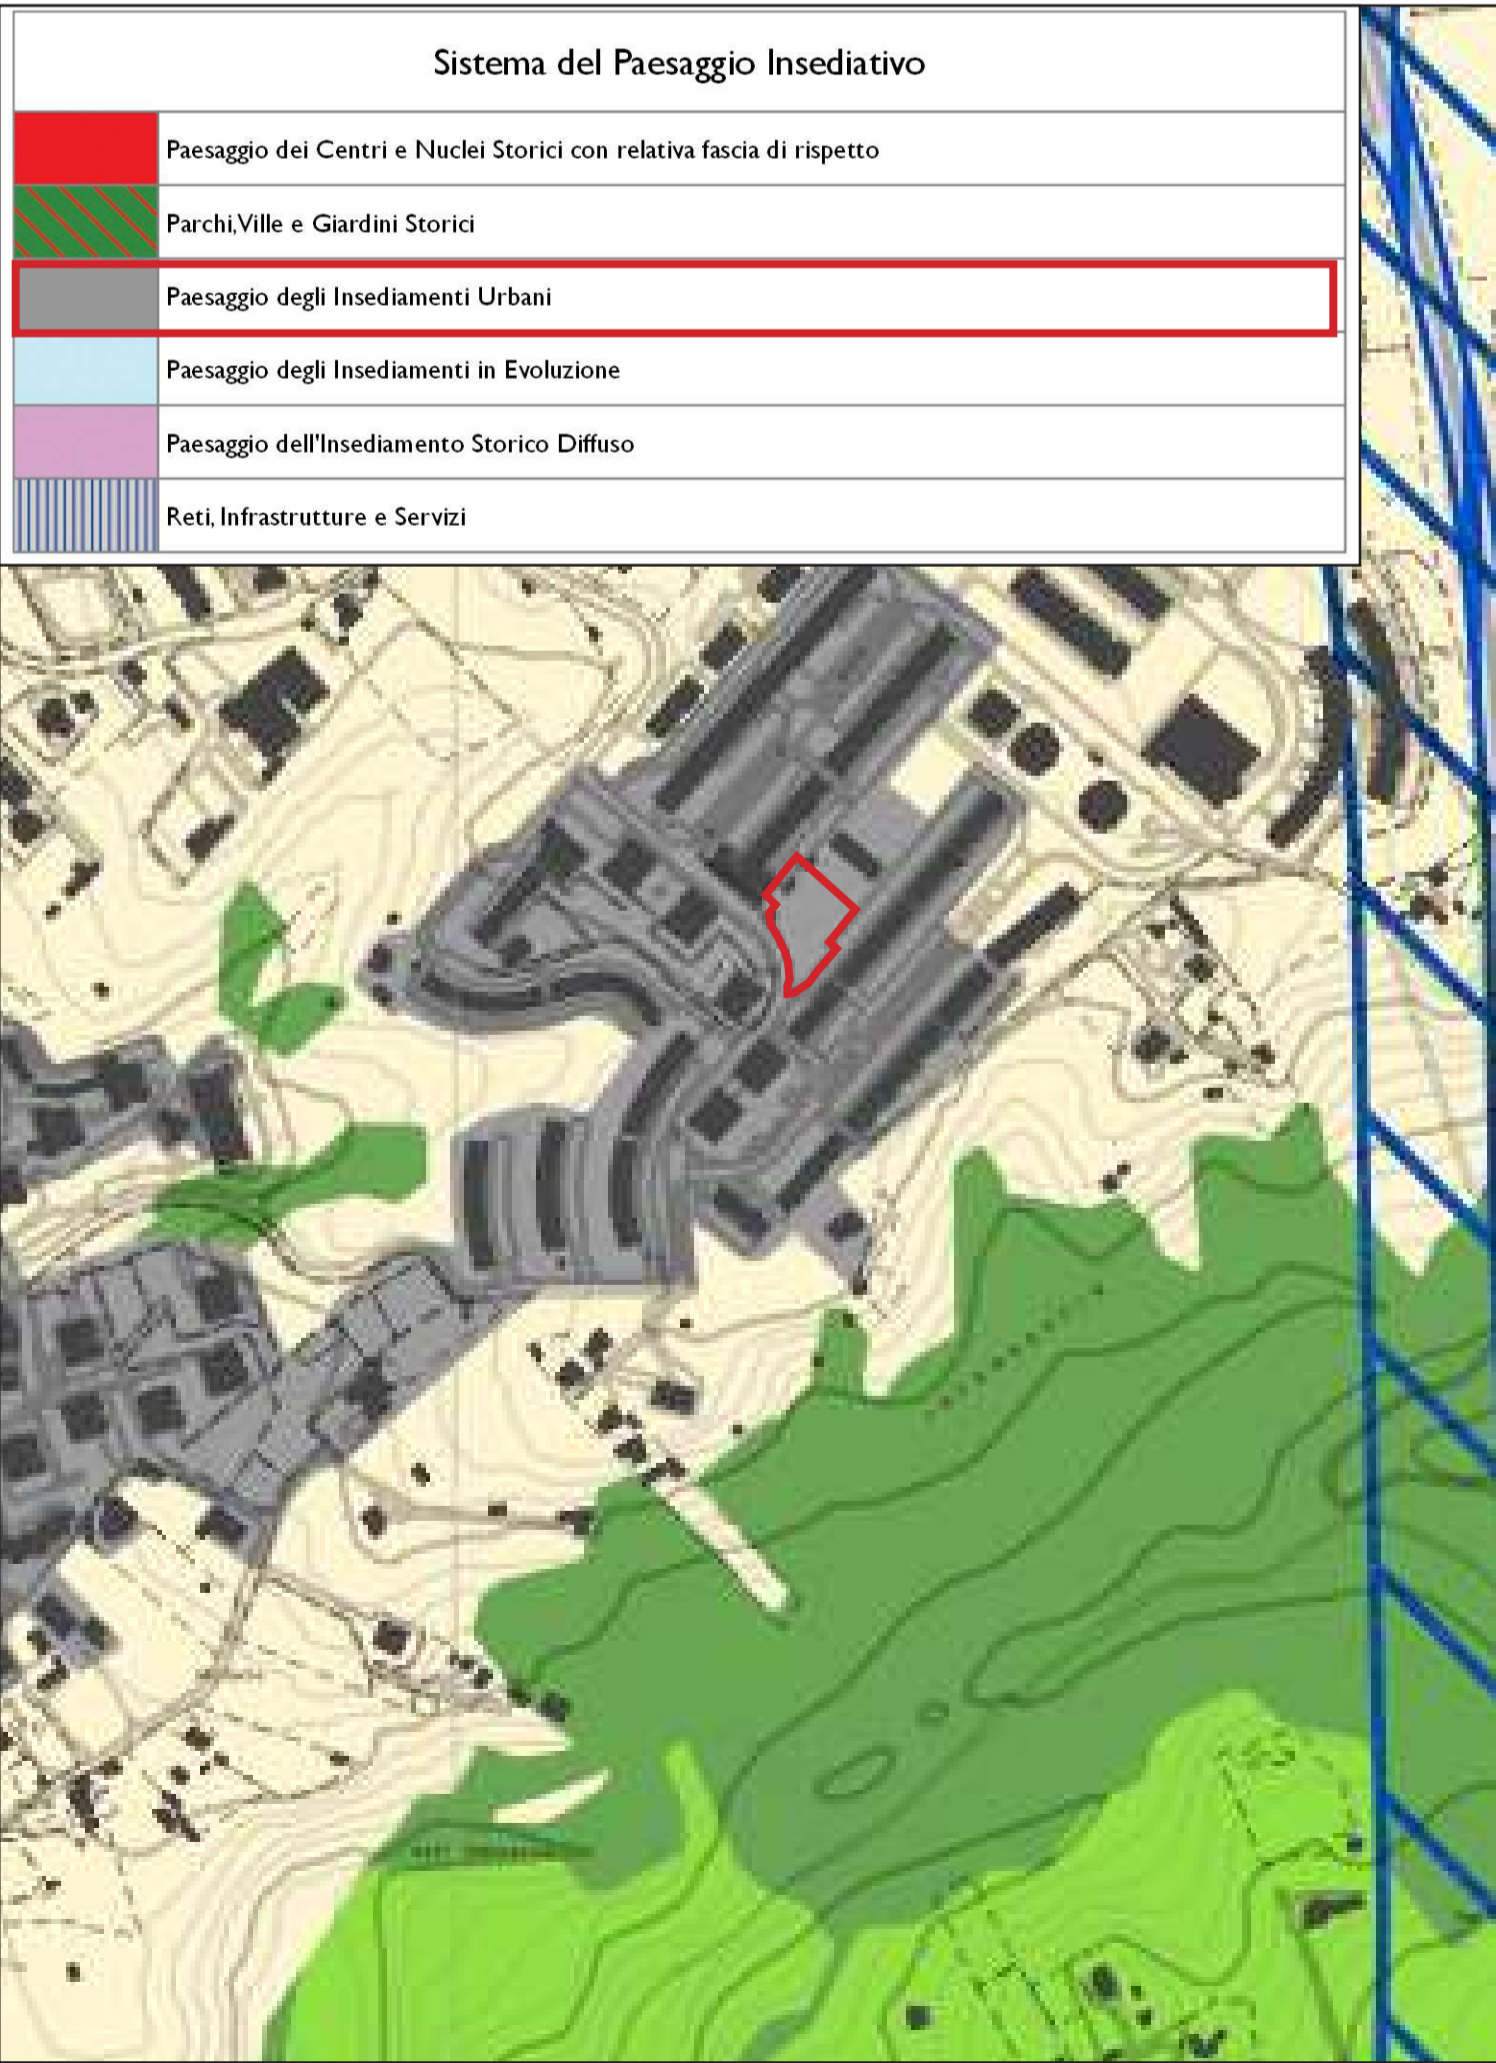 Sistema del Paesaggio Insediativo
Paesaggio dei Centri e Nuclei Storici con relativa fascia di rispetto
Parchi,Ville e Giardini Storici
Paesaggio degli Insediamenti Urbani
Paesaggio degli Insediamenti in Evoluzione
Paesaggio dell'Insediamento Storico Diffuso
Reti, Infrastrutture e Servizi